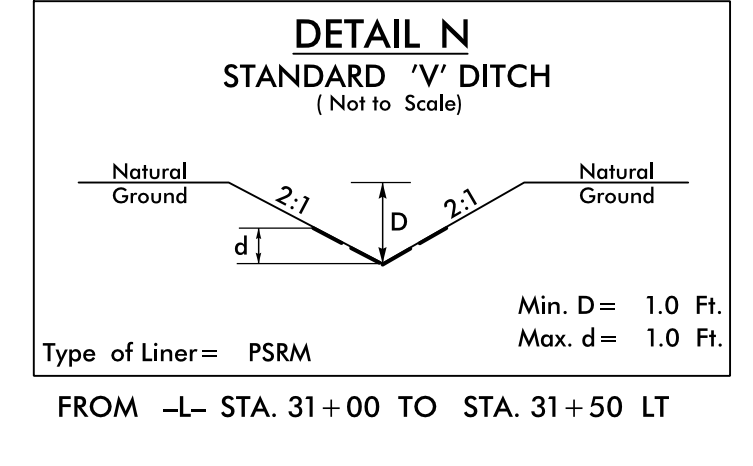 DETAIL N
STANDARD 'V' DITCH
( Not to Scale)
Natural
Ground
2:1
D
2:1
Natural
Ground
d
Min. D = 1.0 Ft.
Max. d = 1.0 Ft.
Type of Liner = PSRM
FROM -L- STA. 31+00 TO STA. 31+50 LT